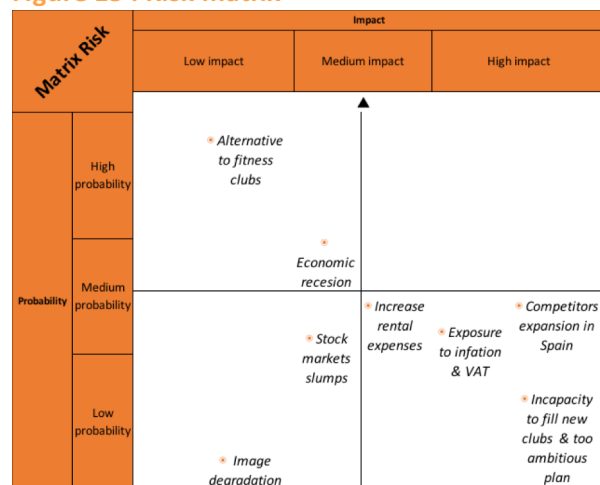 Impact
Matrix Risk
Low impact
Medium impact
High impact
Probability
High
probability
Medium
probability
Low
probability
Alternative
to fitness
clubs
Economic
recesion
Increase
rental
expenses
Competitors
expansion in
Spain
Exposure
to infation
& VAT
Stock
markets
slumps
Incapacity
to fill new
clubs & too
ambitious
plan
Image
degradation